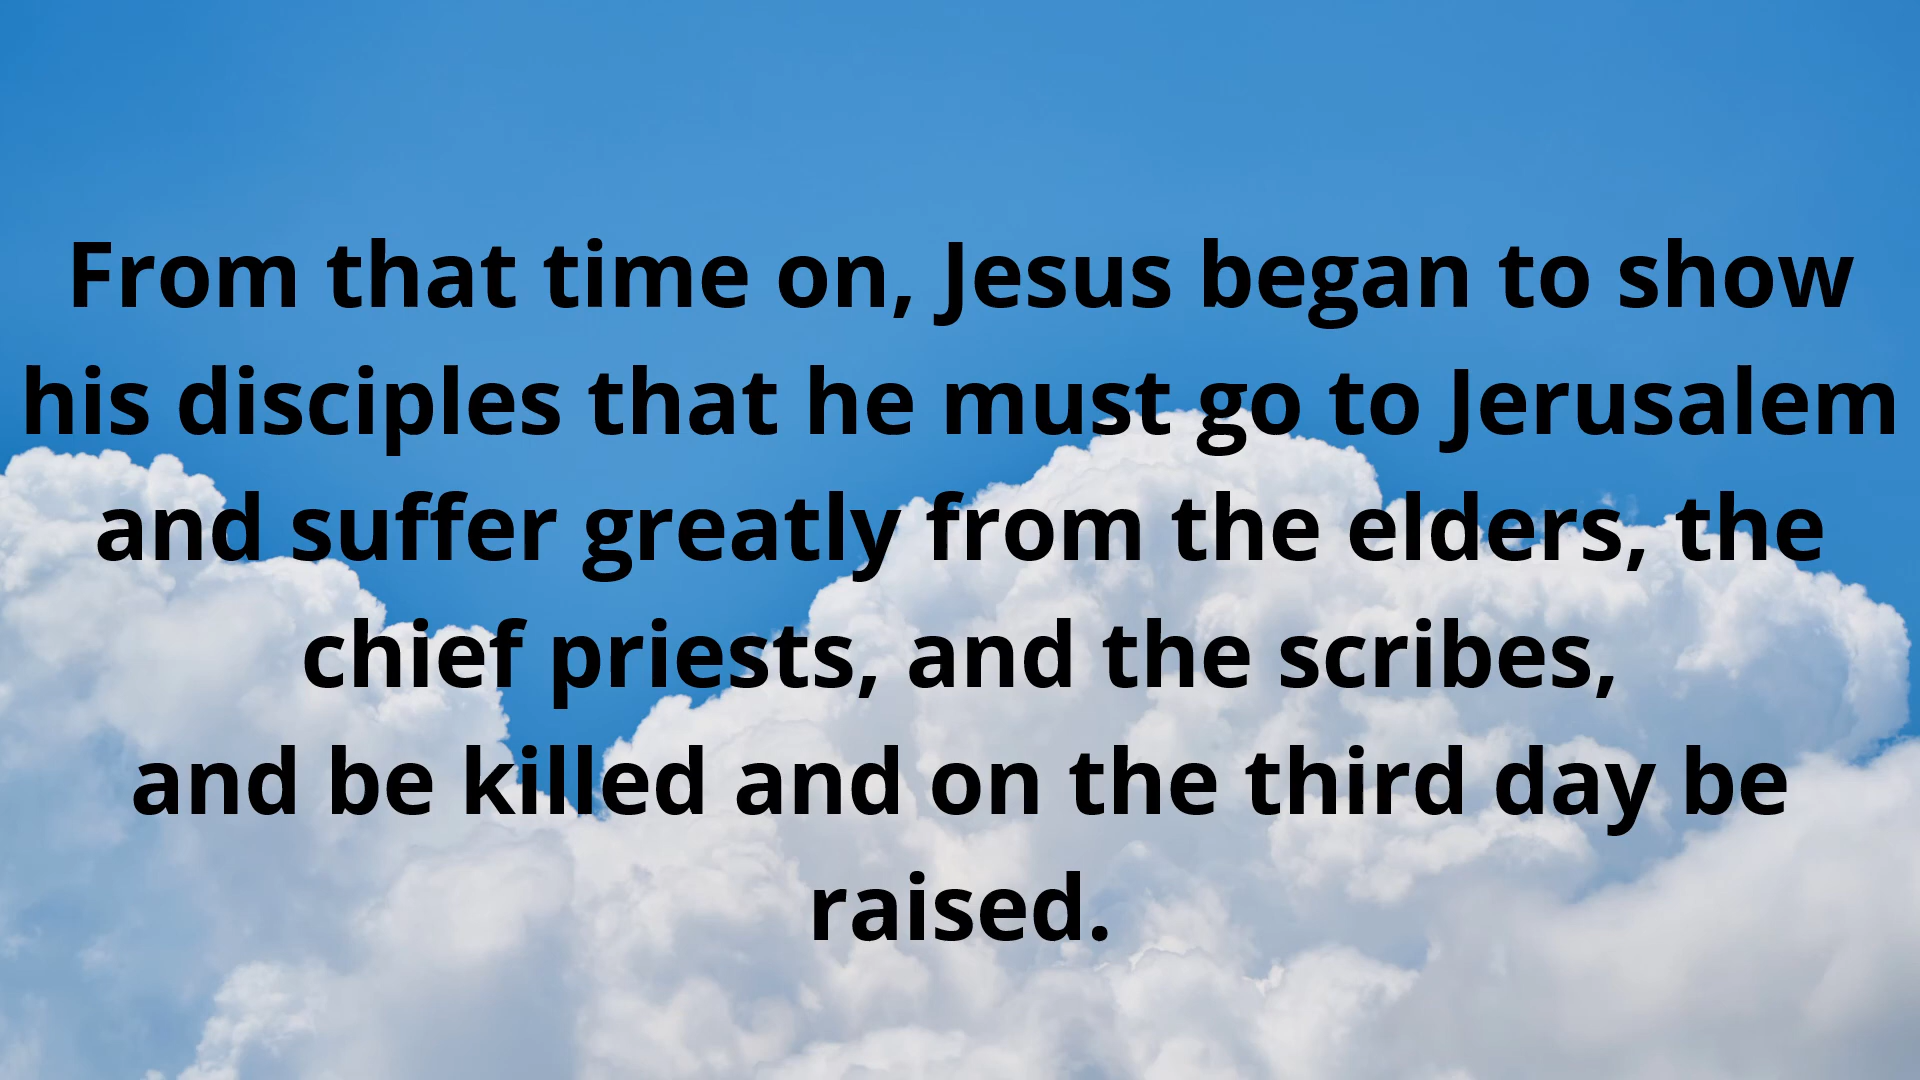 From that time on, Jesus began to show
his disciples that he must go to Jerusalem
and suffer greatly from the elders, the
chief priests, and the scribes,
and be killed and on the third day be
raised.